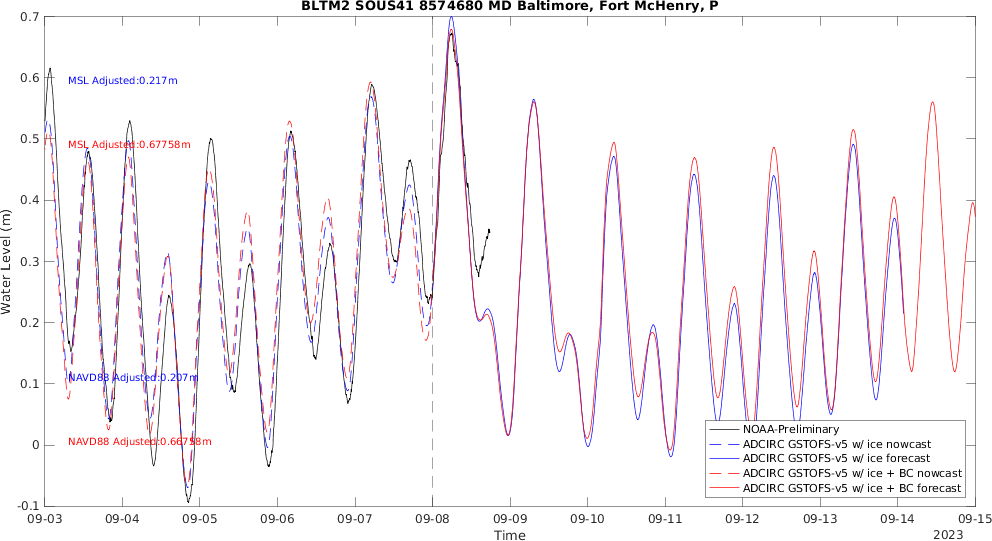 BLTM2 SOUS41 8574680 MD Baltimore, Fort McHenry, P
0.7
0.6
0.5
0.4
0.3
0.2
0.1
0
-0.1
Water Level (m)
MSL Adjusted:0.217m
MSL Adjusted:0.67758m
NAVD88 Adjusted:0.207m
NAVD88 Adjusted:0.66758m
NOAA-Preliminary
ADCIRC GSTOFS-v5 w/ ice nowcast
ADCIRC GSTOFS-v5 w/ ice forecast
ADCIRC GSTOFS-v5 w/ ice + BC nowcast
ADCIRC GSTOFS-v5 w/ ice + BC forecast
09-03 09-04 09-05 09-06 09-07 09-08 09-09 09-10 09-11 09-12 09-13 09-14 09-15
Time
2023